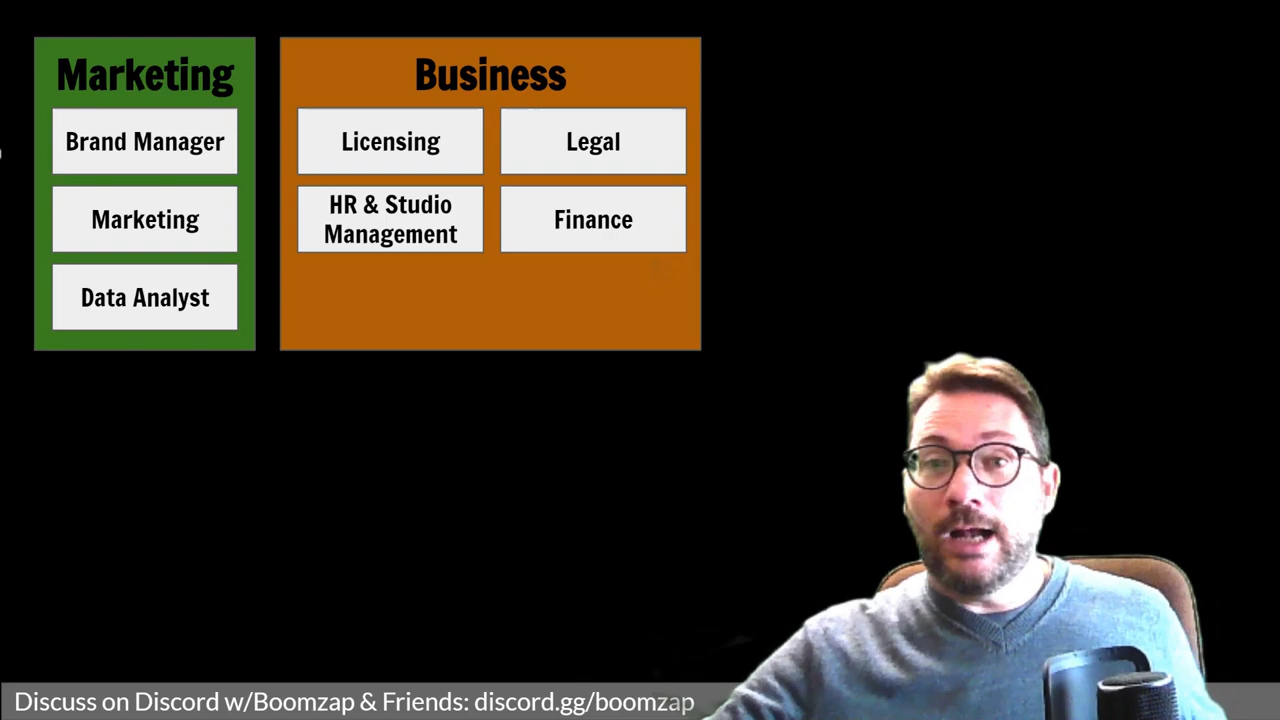 Marketing
Brand Manager
Marketing
Data Analyst
Business
Licensing
Legal
HR & Studio
Management
Finance
Discuss on Discord w/Boomzap & Friends: discord.gg/boomzap